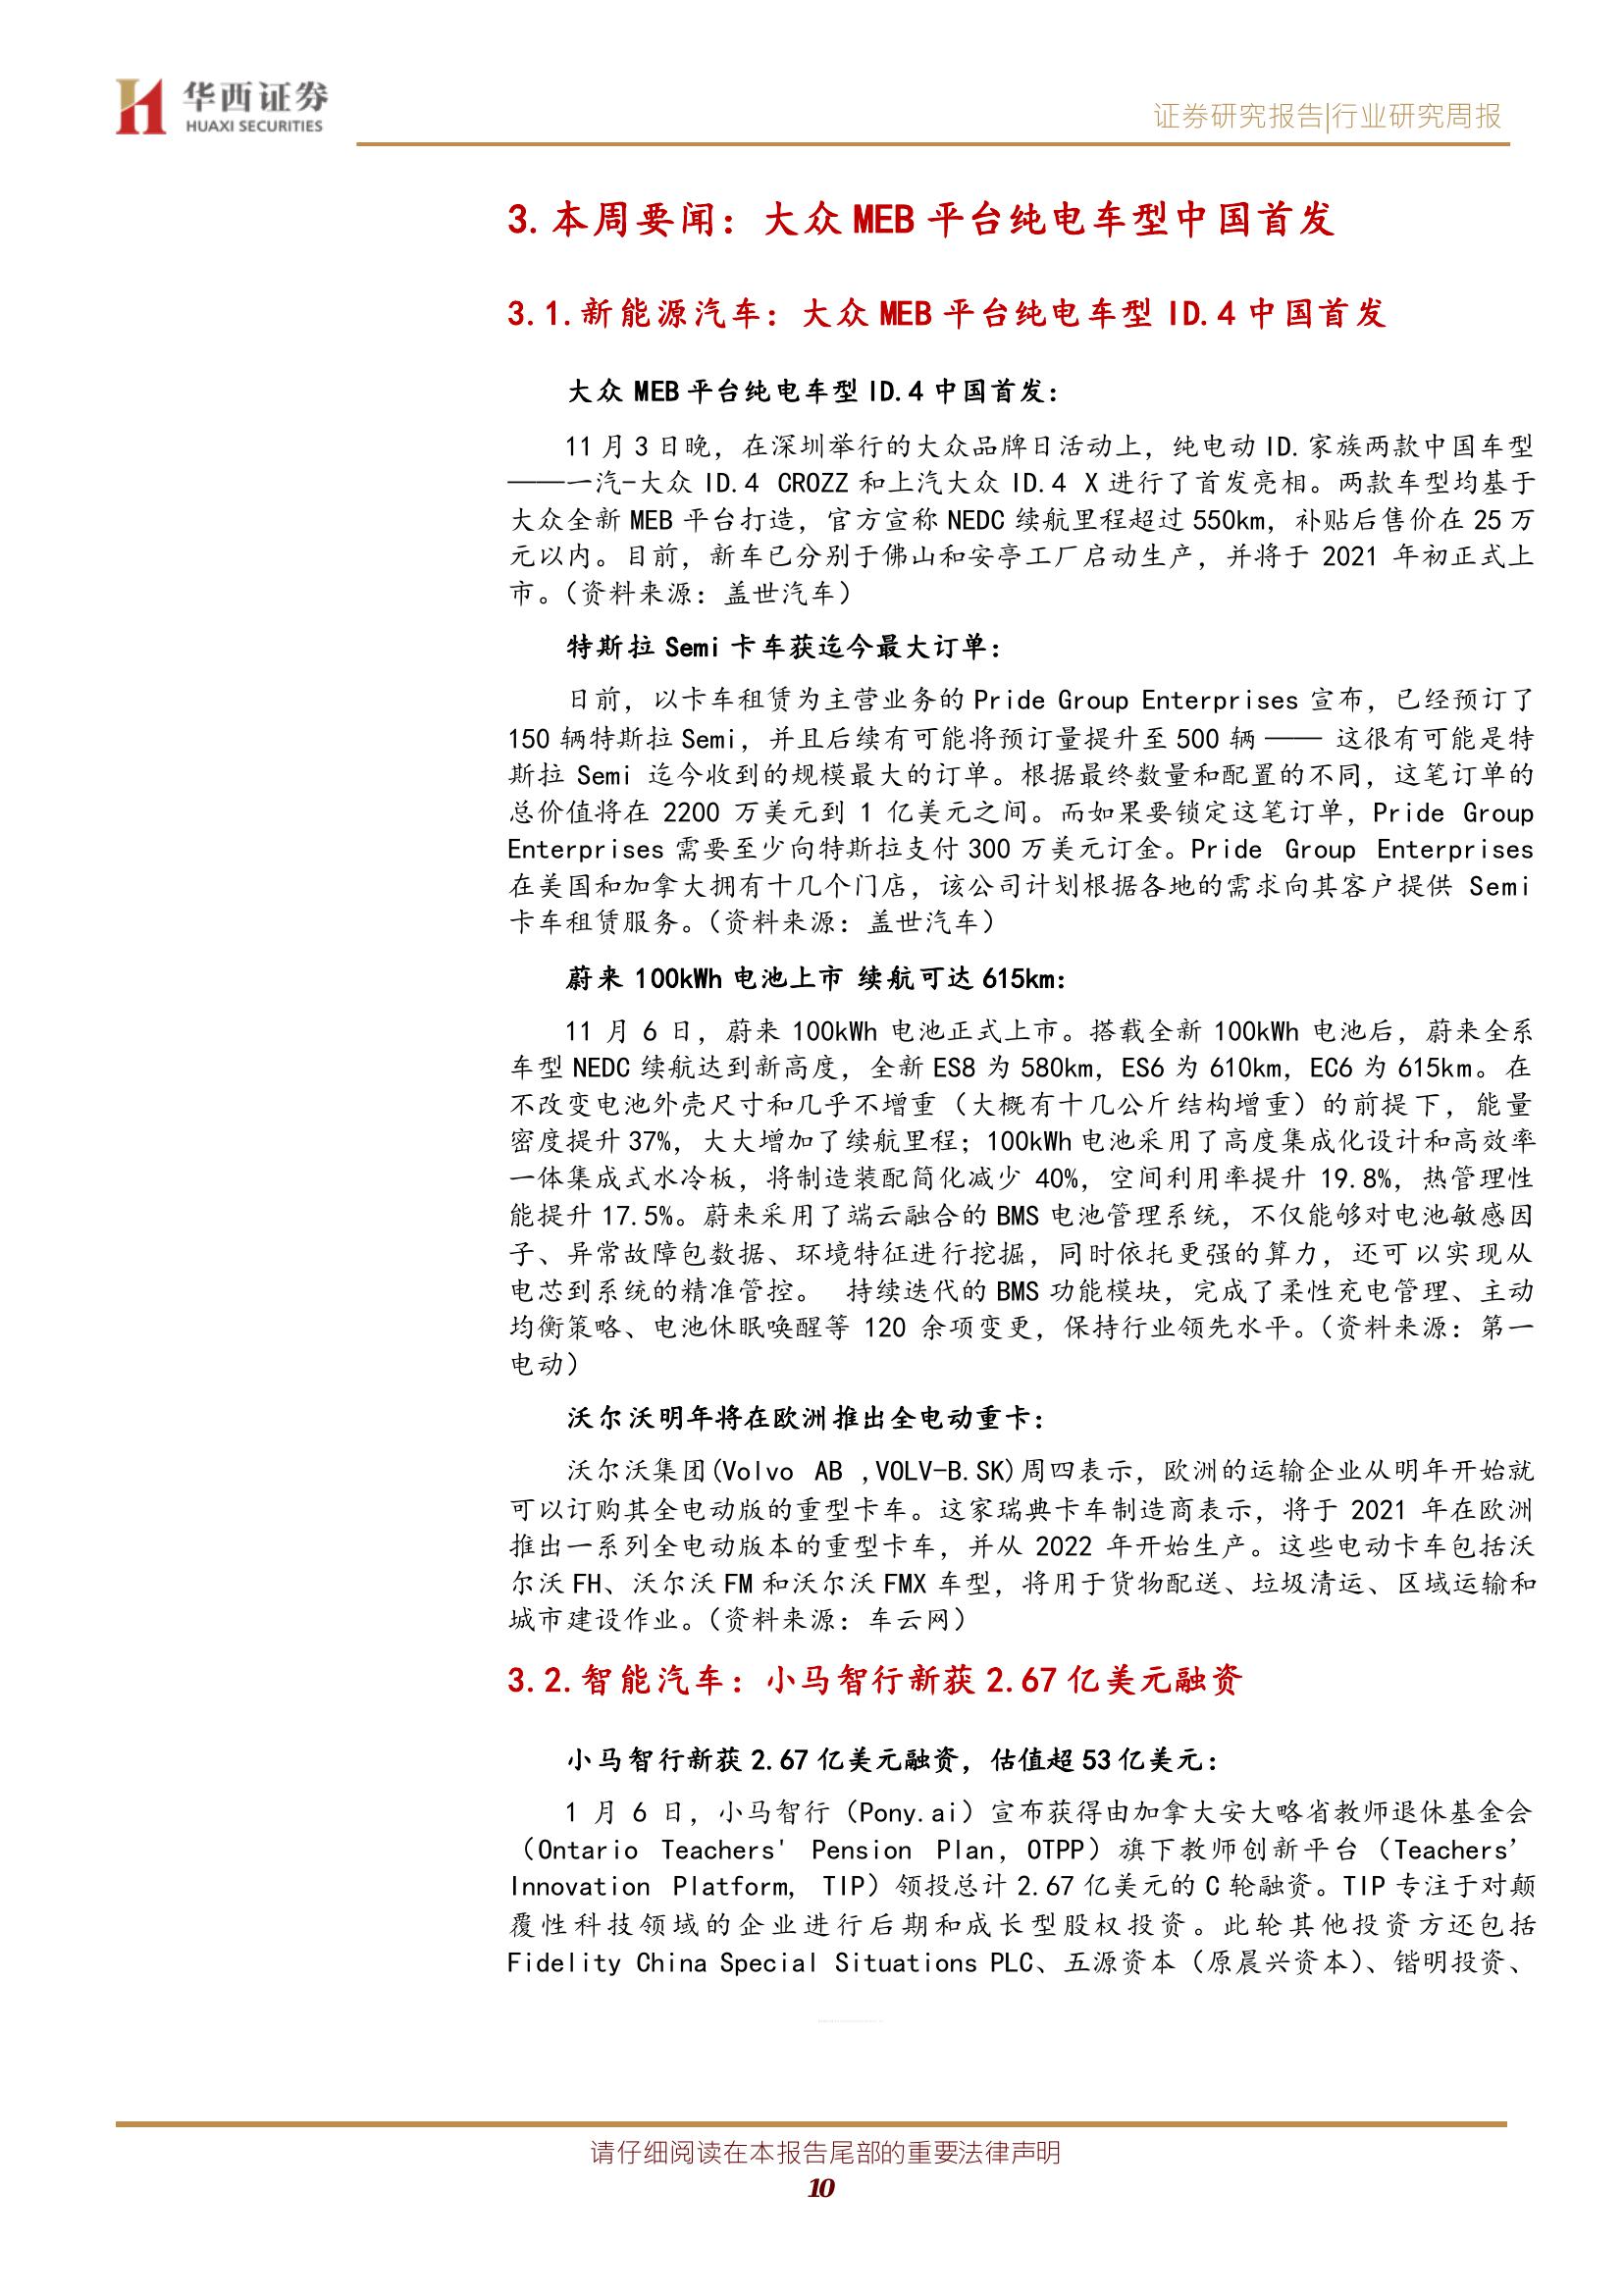 华西证券
HUAXI SECURITIES
证券研究报告|行业研究周报
3.本周要闻：大众 MEB 平台纯电车型中国首发
3.1.新能源汽车：大众 MEB 平台纯电车型 ID.4 中国首发
大众 MEB 平台纯电车型 ID.4 中国首发：
11 月 3 日晚，在深圳举行的大众品牌日活动上，纯电动 ID.家族两款中国车型
——一汽-大众 ID.4 CROZZ 和上汽大众 ID.4 X 进行了首发亮相。两款车型均基于
大众全新 MEB 平台打造，官方宣称 NEDC 续航里程超过 550km，补贴后售价在 25 万
元以内。目前，新车已分别于佛山和安亭工厂启动生产，并将于 2021 年初正式上
市。（资料来源：盖世汽车）
特斯拉 Semi 卡车获迄今最大订单：
日前，以卡车租赁为主营业务的 Pride Group Enterprises 宣布，已经预订了
150 辆特斯拉 Semi，并且后续有可能将预订量提升至 500 辆 —— 这很有可能是特
斯拉 Semi 迄今收到的规模最大的订单。根据最终数量和配置的不同，这笔订单的
总价值将在 2200 万美元到 1 亿美元之间。而如果要锁定这笔订单，Pride Group
Enterprises 需要至少向特斯拉支付 300 万美元订金。Pride Group Enterprises
在美国和加拿大拥有十几个门店，该公司计划根据各地的需求向其客户提供 Semi
卡车租赁服务。（资料来源：盖世汽车）
蔚来 100kWh 电池上市 续航可达 615km：
11 月 6 日，蔚来 100kWh 电池正式上市。搭载全新 100kWh 电池后，蔚来全系
车型 NEDC 续航达到新高度，全新 ES8 为 580km，ES6 为 610km，EC6 为 615km。在
不改变电池外壳尺寸和几乎不增重（大概有十几公斤结构增重）的前提下，能量
密度提升 37%，大大增加了续航里程；100kWh 电池采用了高度集成化设计和高效率
一体集成式水冷板，将制造装配简化减少 40%，空间利用率提升 19.8%，热管理性
能提升 17.5%。蔚来采用了端云融合的 BMS 电池管理系统，不仅能够对电池敏感因
子、异常故障包数据、环境特征进行挖掘，同时依托更强的算力，还可以实现从
电芯到系统的精准管控。 持续迭代的 BMS 功能模块，完成了柔性充电管理、主动
均衡策略、电池休眠唤醒等 120 余项变更，保持行业领先水平。（资料来源：第一
电动）
沃尔沃明年将在欧洲推出全电动重卡：
沃尔沃集团(Volvo AB ,VOLV-B.SK)周四表示，欧洲的运输企业从明年开始就
可以订购其全电动版的重型卡车。这家瑞典卡车制造商表示，将于 2021 年在欧洲
推出一系列全电动版本的重型卡车，并从 2022 年开始生产。这些电动卡车包括沃
尔沃 FH、沃尔沃 FM 和沃尔沃 FMX 车型，将用于货物配送、垃圾清运、区域运输和
城市建设作业。（资料来源：车云网）
3.2.智能汽车：小马智行新获 2.67 亿美元融资
小马智行新获 2.67 亿美元融资，估值超 53 亿美元：
1 月 6 日，小马智行（Pony.ai）宣布获得由加拿大安大略省教师退休基金会
（Ontario Teachers' Pension Plan, OTPP）旗下教师创新平台（Teachers’
Innovation Platform, TIP）领投总计 2.67 亿美元的 C 轮融资。TIP 专注于对颠
覆性科技领域的企业进行后期和成长型股权投资。此轮其他投资方还包括
Fidelity China Special Situations PLC、五源资本（原晨兴资本）、锴明投资、
请仔细阅读在本报告尾部的重要法律声明
10